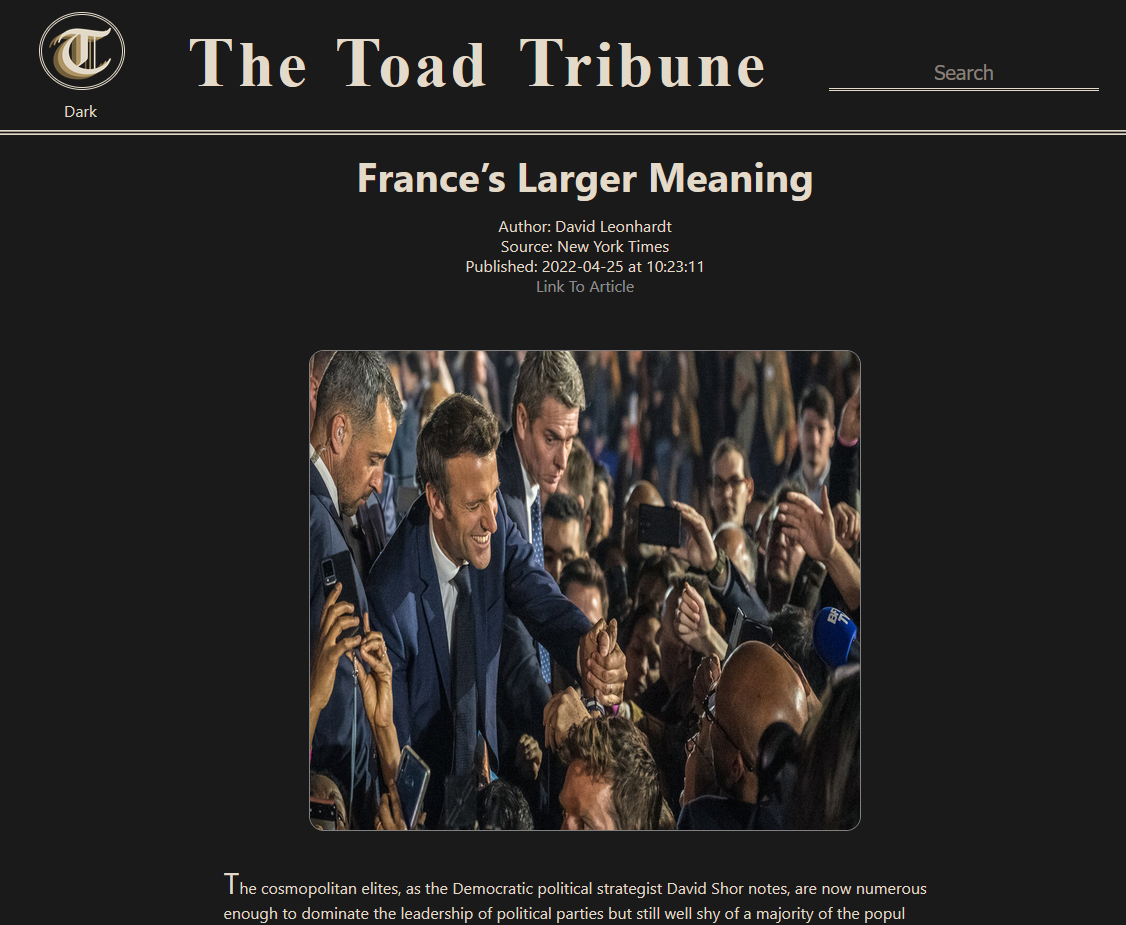 T
The Toad Tribune
Search
Dark
France’s Larger Meaning
Author: David Leonhardt
Source: New York Times
Published: 2022-04-25 at 10:23:11
Link To Article
The cosmopolitan elites, as the Democratic political strategist David Shor notes, are now numerous
enough to dominate the leadership of political parties but still well shy of a majority of the popul